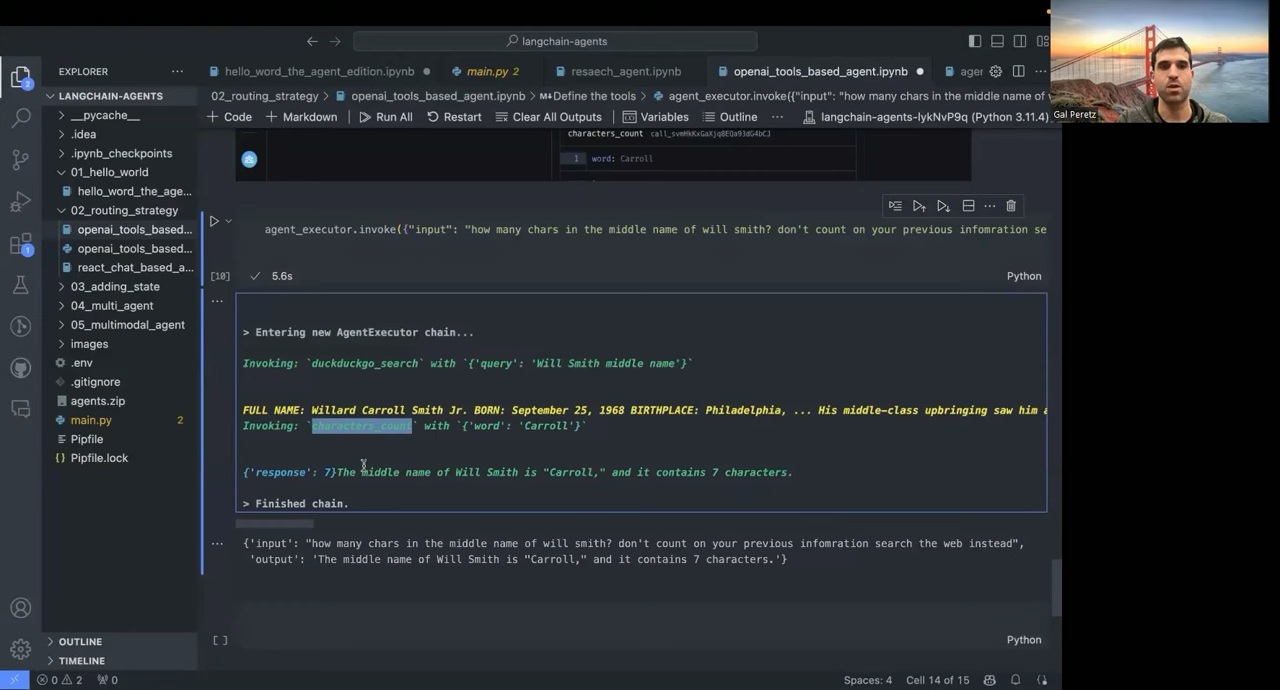 langchain-agents
EXPLORER
hello_word_the_agent_edition.ipynb
main.py 2
resaech_agent.ipynb
openai_tools_based_agent.ipynb
LANGCHAIN-AGENTS
02_routing_strategy > openai_tools_based_agent.ipynb > M↓Define the tools > agent_executor.invoke({"input": "how many chars in the middle name of
+ Code + Markdown Run All Restart Clear All Outputs Variables Outline ... langchain-agents-IykNvP9q (Python 3.11.4)
__pycache__
.idea
.ipynb_checkpoints
01_hello_world
hello_word_the_age...
02_routing_strategy
openai_tools_based...
openai_tools_based...
react_chat_based_a...
03_adding_state
04_multi_agent
05_multimodal_agent
images
.env
.gitignore
agents.zip
main.py 2
Pipfile
Pipfile.lock
OUTLINE
TIMELINE
characters_count
1 word: Carroll
agent_executor.invoke({"input": "how many chars in the middle name of will smith? don't count on your previous infomration se
[10] 5.6s Python
> Entering new AgentExecutor chain...
Invoking: `duckduckgo_search` with `{'query': 'Will Smith middle name'}`
FULL NAME: Willard Carroll Smith Jr. BORN: September 25, 1968 BIRTHPLACE: Philadelphia, ... His middle-class upbringing saw him a
Invoking: `characters_count` with `{'word': 'Carroll'}`
{'response': 7}The middle name of Will Smith is "Carroll," and it contains 7 characters.
> Finished chain.
{'input': "how many chars in the middle name of will smith? don't count on your previous infomration search the web instead",
'output': 'The middle name of Will Smith is "Carroll," and it contains 7 characters.'}
[ ] Python
0 2 0
Spaces: 4 Cell 14 of 15
Gal Peretz